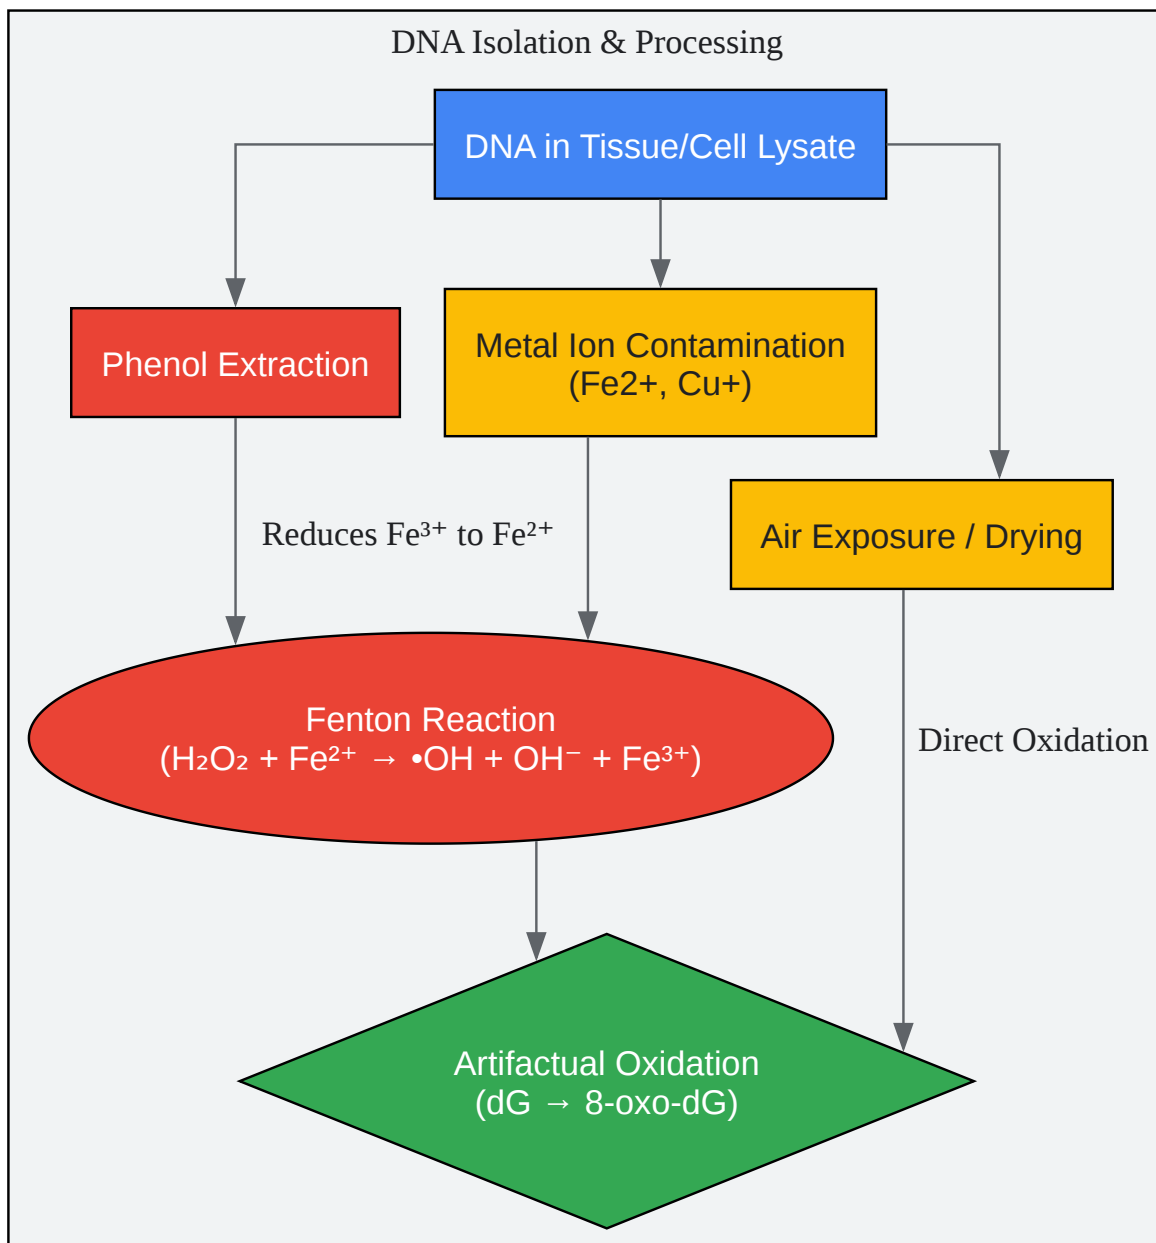 DNA Isolation & Processing
DNA in Tissue/Cell Lysate
Phenol Extraction
Metal Ion Contamination
(Fe2+, Cu+)
Reduces Fe³⁺ to Fe²⁺
Air Exposure / Drying
Fenton Reaction
(H₂O₂ + Fe²⁺ → •OH + OH⁻ + Fe³⁺)
Direct Oxidation
Artifactual Oxidation
(dG → 8-oxo-dG)